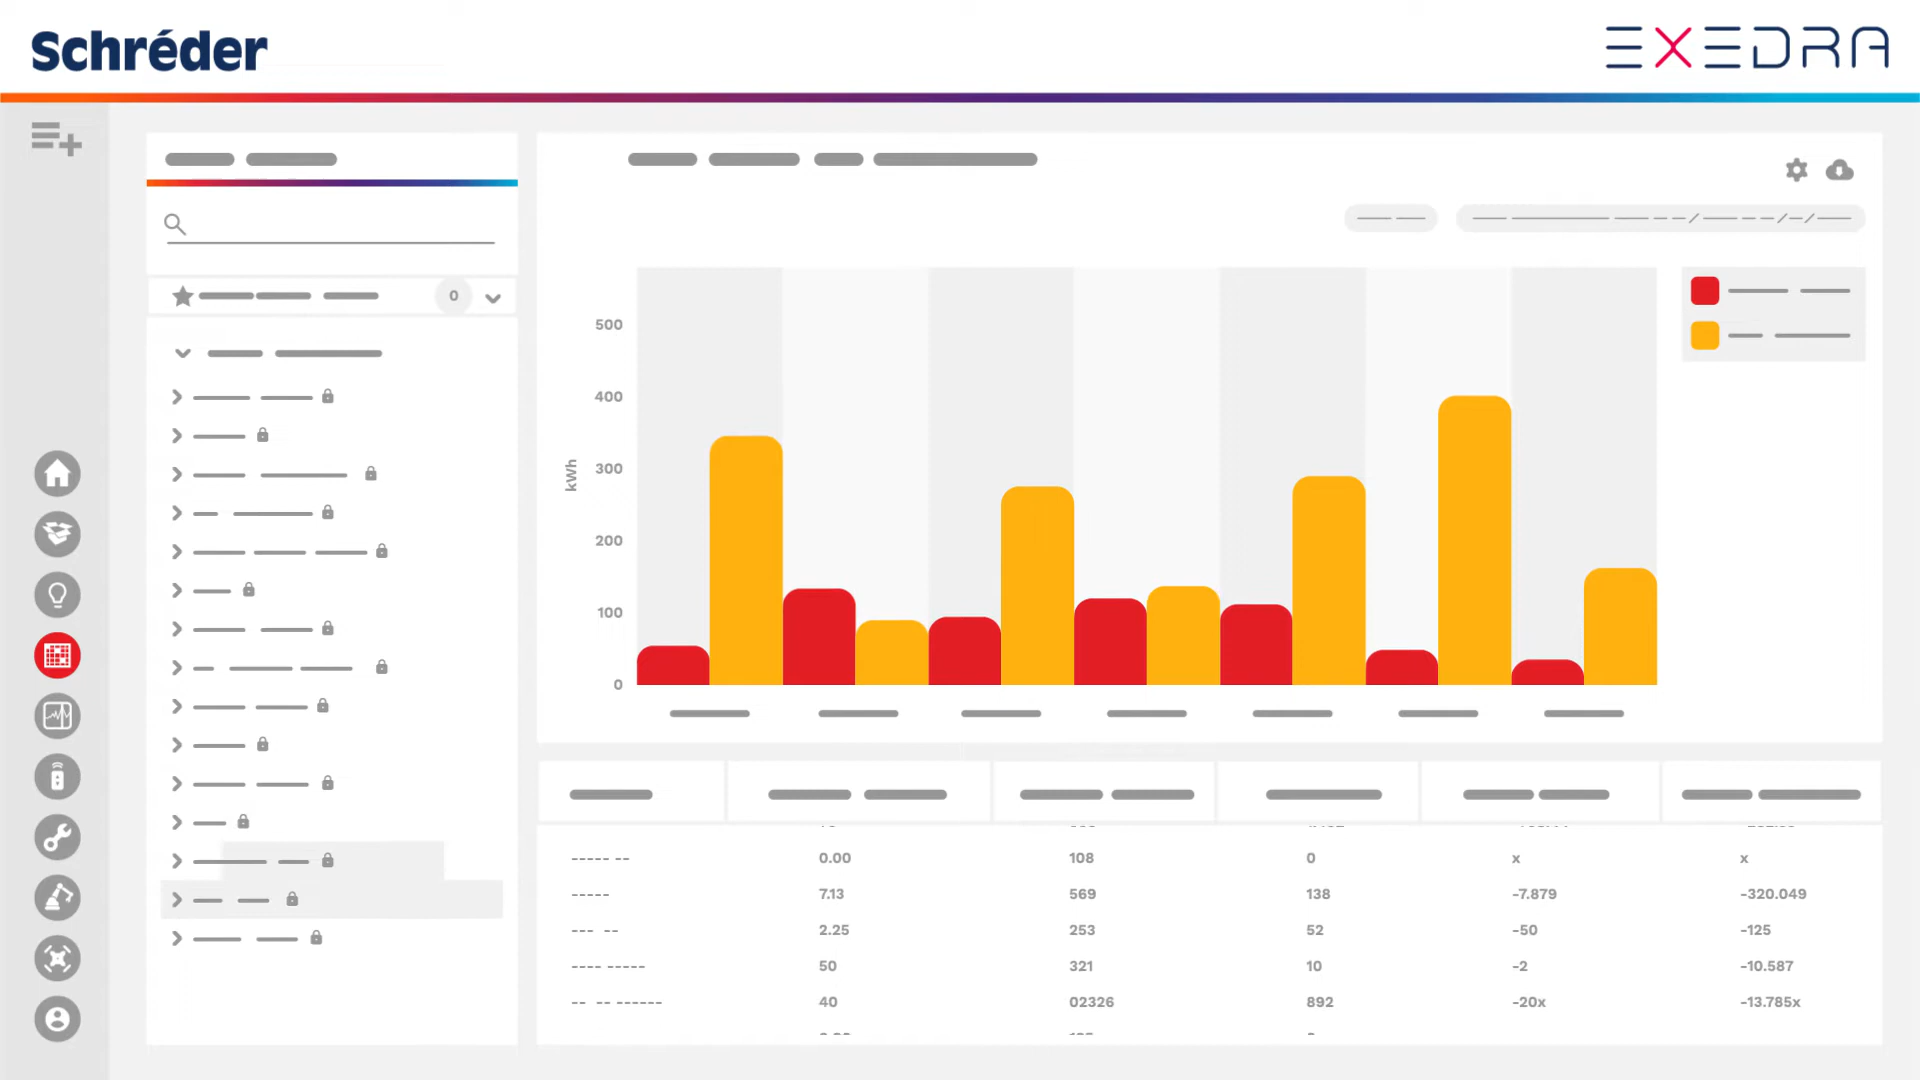 Schréder
EXEDRA
0
500
400
300
200
100
0
kWh
0.00 108 0 x x
7.13 569 138 -7.879 -320.049
2.25 253 52 -50 -125
50 321 10 -2 -10.587
40 02326 892 -20x -13.785x